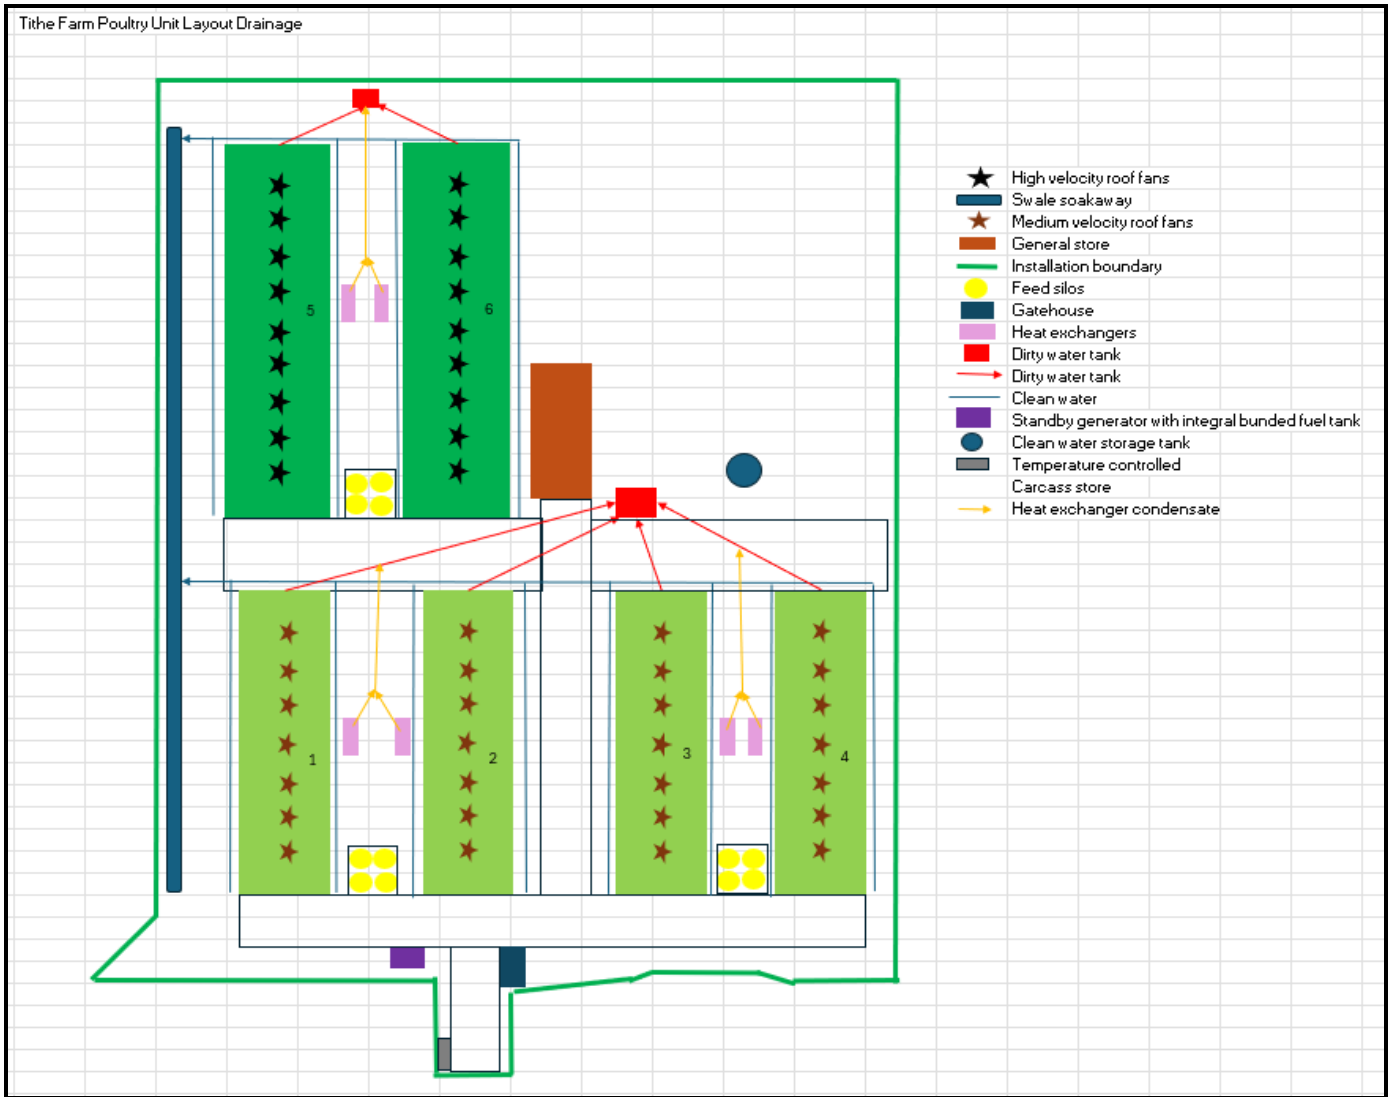 Tithe Farm Poultry Unit Layout Drainage
High velocity roof fans
Swale soakaway
Medium velocity roof fans
General store
Installation boundary
Feed silos
Gatehouse
Heat exchangers
Dirty water tank
Dirty water tank
Clean water
Standby generator with integral bunded fuel tank
Clean water storage tank
Temperature controlled
Carcass store
Heat exchanger condensate
5
6
1
2
3
4